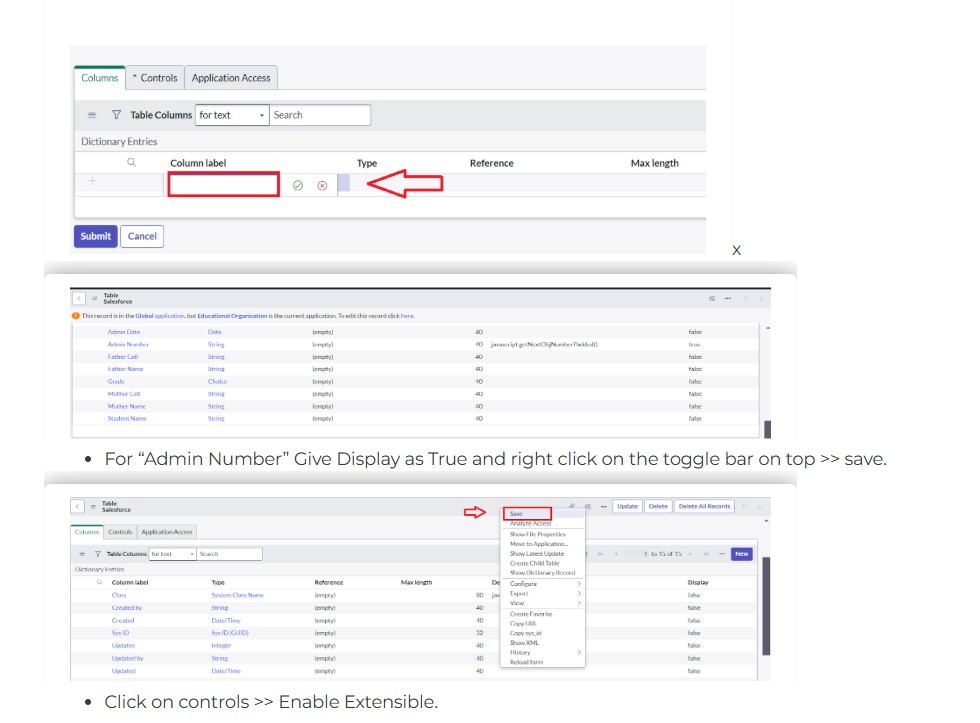 Columns * Controls Application Access
Table Columns for text Search
Dictionary Entries
Column label Type Reference Max length
Submit Cancel
X
Table
Salesforce
This record is in the Global application, but Educational Organisation is the current application. To edit this record click here.
Admin Date Date (empty) 40 false
Admin Number String (empty) 40 javascript:getNextObjNumberPadded(); true
Father Cell String (empty) 40 false
Father Name String (empty) 40 false
Grade Choice (empty) 40 false
Mother Cell String (empty) 40 false
Mother Name String (empty) 40 false
Student Name String (empty) 40 false
• For “Admin Number” Give Display as True and right click on the toggle bar on top >> save.
Table
Salesforce
Update Delete Delete All Records
Columns Controls Application Access
Table Columns for text Search 1 to 15 of 15 New
Dictionary Entries
Column label Type Reference Max length De Display
Class System Class Name (empty) 80 jav false
Created by String (empty) 40 false
Created Date/Time (empty) 40 false
Sys ID Sys ID (GUID) (empty) 32 false
Updates Integer (empty) 40 false
Updated by String (empty) 40 false
Updated Date/Time (empty) 40 false
Save
Analyze Access
Show File Properties
Move to Application...
Show Latest Update
Create Child Table
Show Dictionary Record
Configure >
Export >
View >
Create Favorite
Copy URL
Copy sys_id
Show XML
History >
Reload form
• Click on controls >> Enable Extensible.